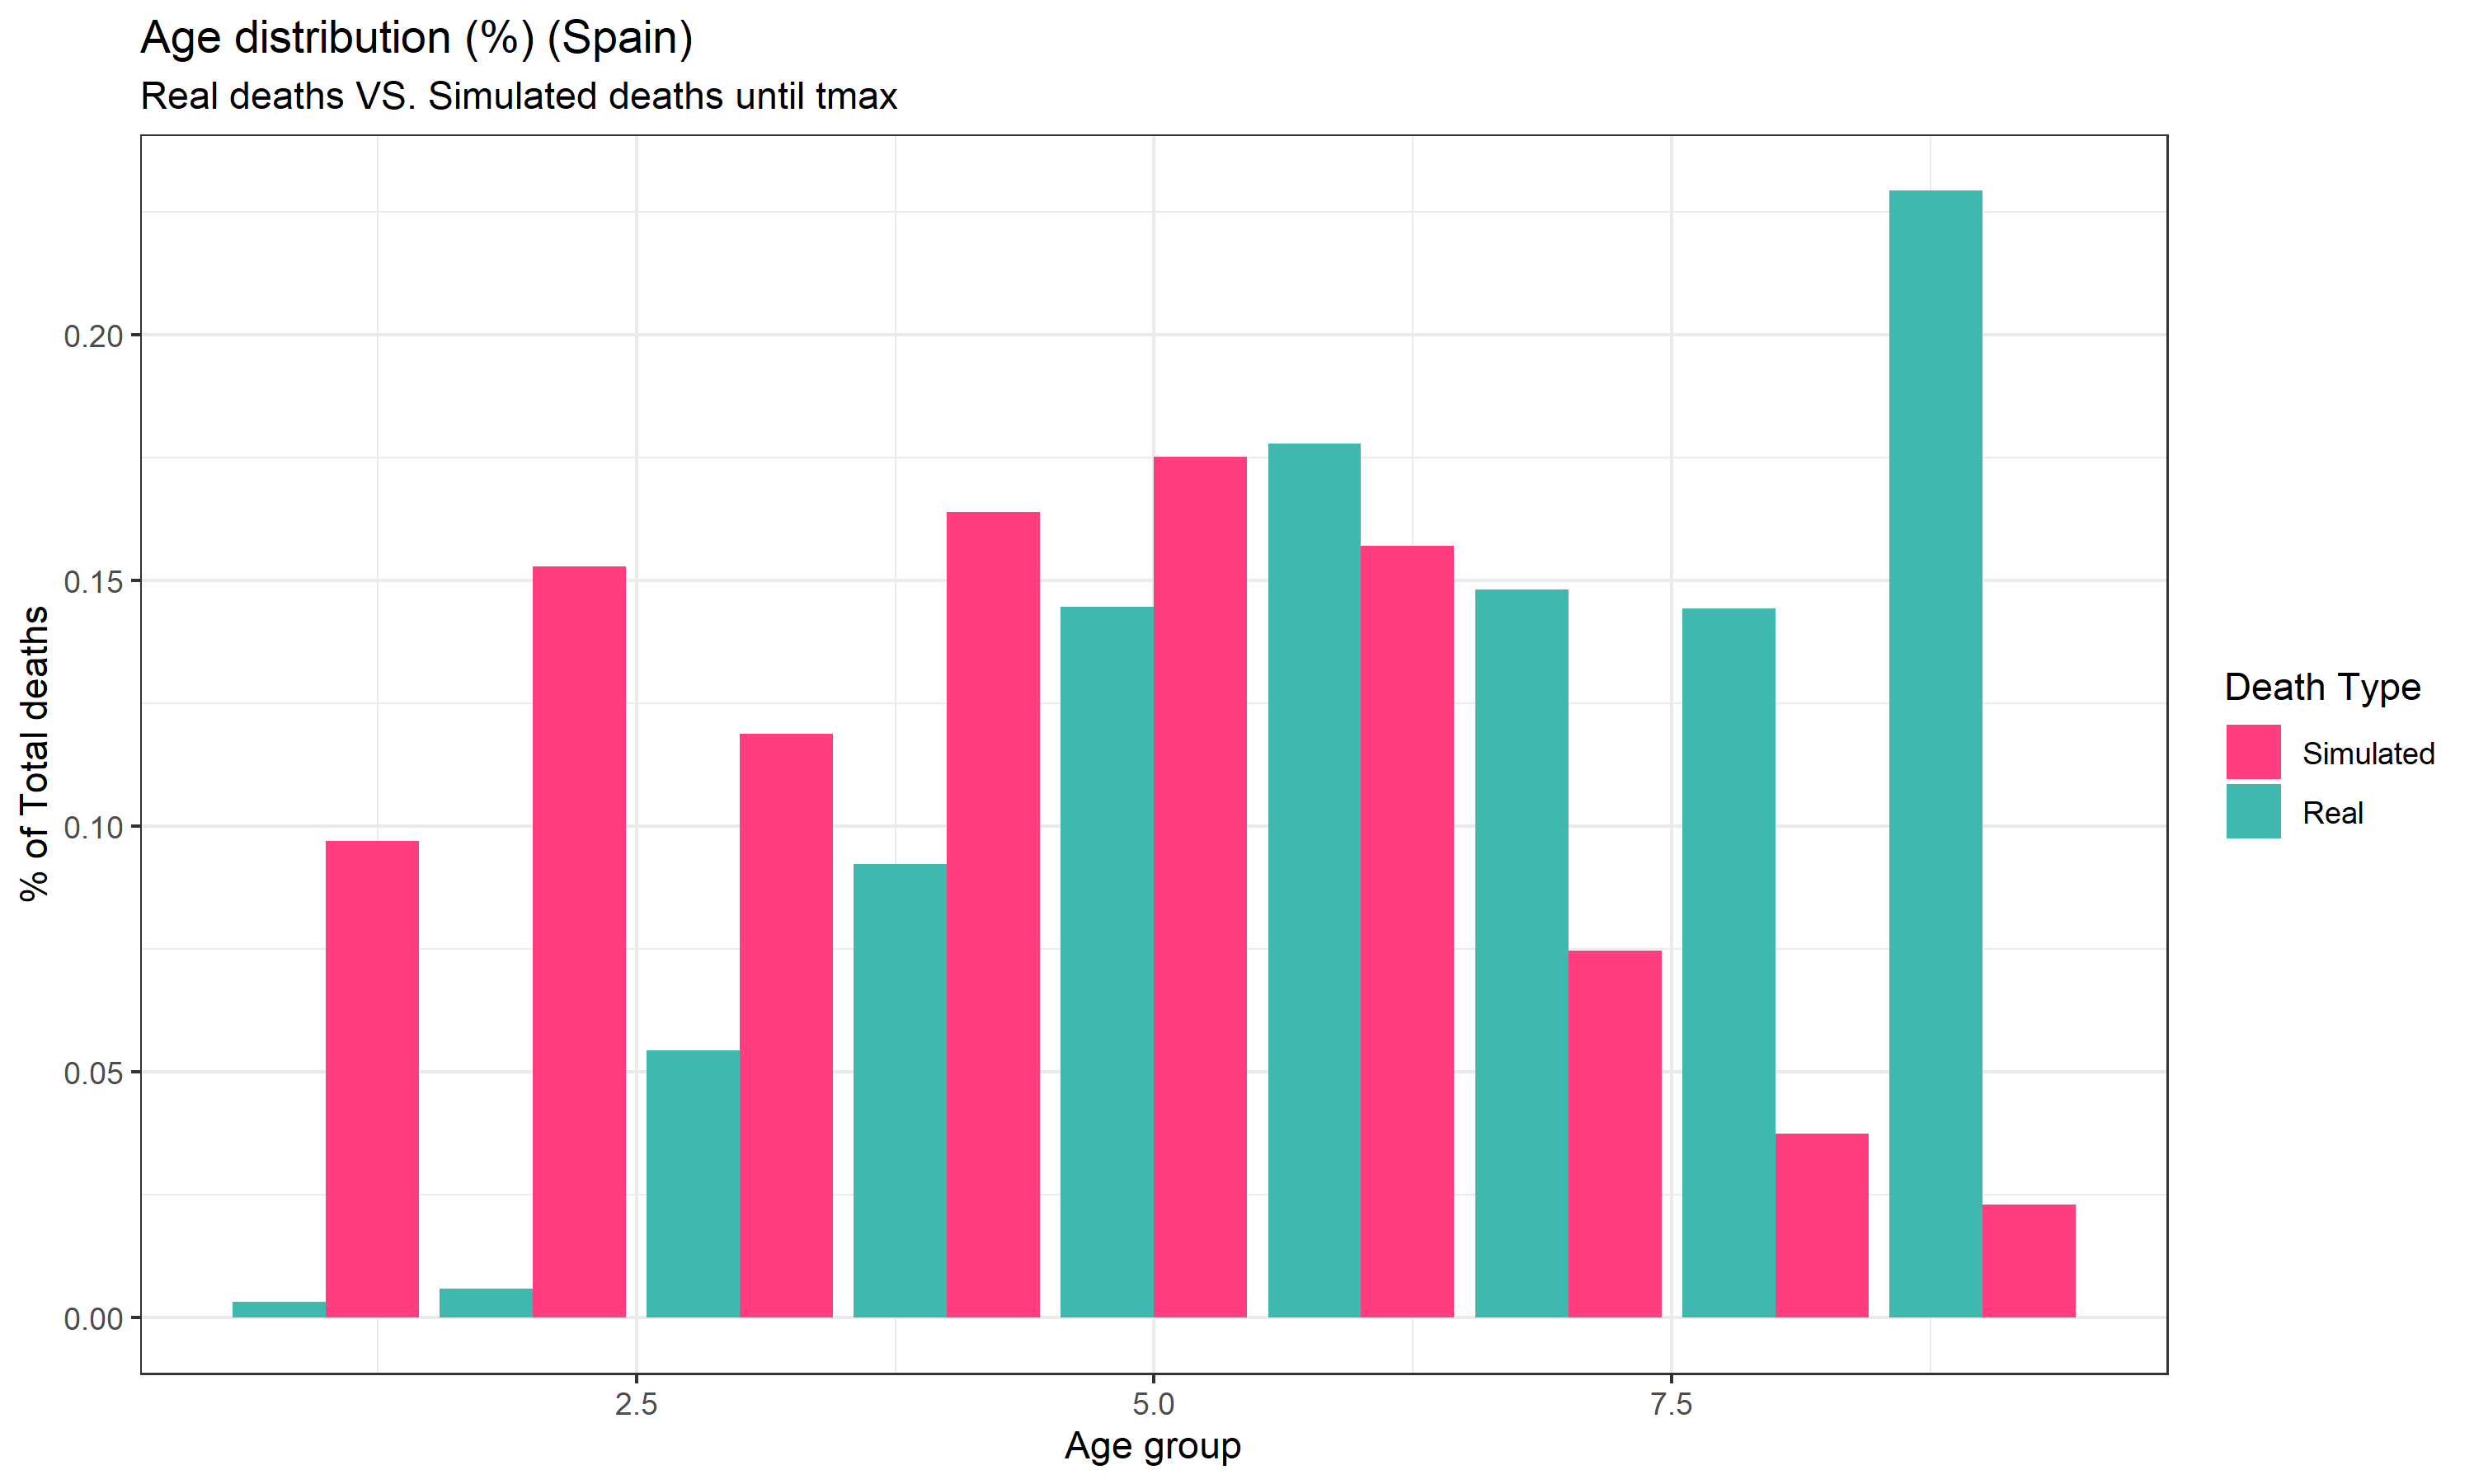 Age distribution (%) (Spain)
Real deaths VS. Simulated deaths until tmax
% of Total deaths
0.20
0.15
0.10
0.05
0.00
2.5
5.0
7.5
Age group
Death Type
Simulated
Real